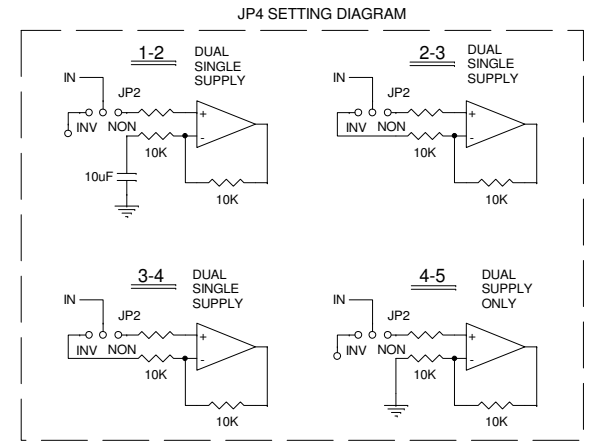 JP4 SETTING DIAGRAM
1-2
DUAL
SINGLE
SUPPLY
IN
JP2
INV
NON
+
-
10K
10uF
10K
2-3
DUAL
SINGLE
SUPPLY
IN
JP2
INV
NON
+
-
10K
10K
3-4
DUAL
SINGLE
SUPPLY
IN
JP2
INV
NON
+
-
10K
10K
4-5
DUAL
SUPPLY
ONLY
IN
JP2
INV
NON
+
-
10K
10K